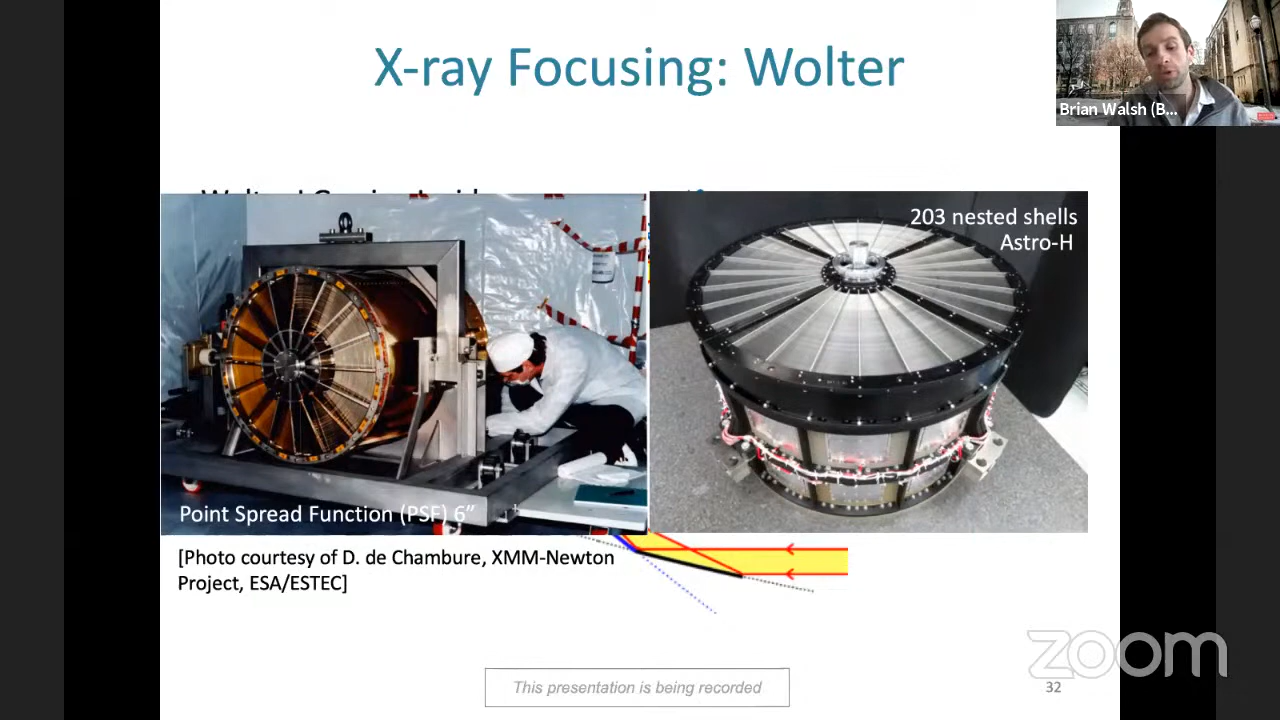 X-ray Focusing: Wolter
Brian Walsh (B...
203 nested shells
Astro-H
Point Spread Function (PSF) 6”
[Photo courtesy of D. de Chambure, XMM-Newton
Project, ESA/ESTEC]
zoom
This presentation is being recorded
32